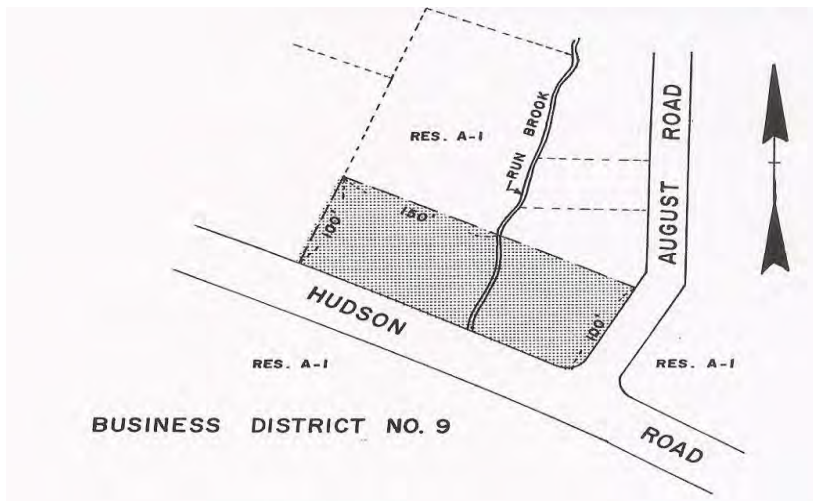 RES. A-1
RUN BROOK
AUGUST ROAD
150'
100'
100'
HUDSON
ROAD
RES. A-1
RES. A-1
BUSINESS DISTRICT NO. 9